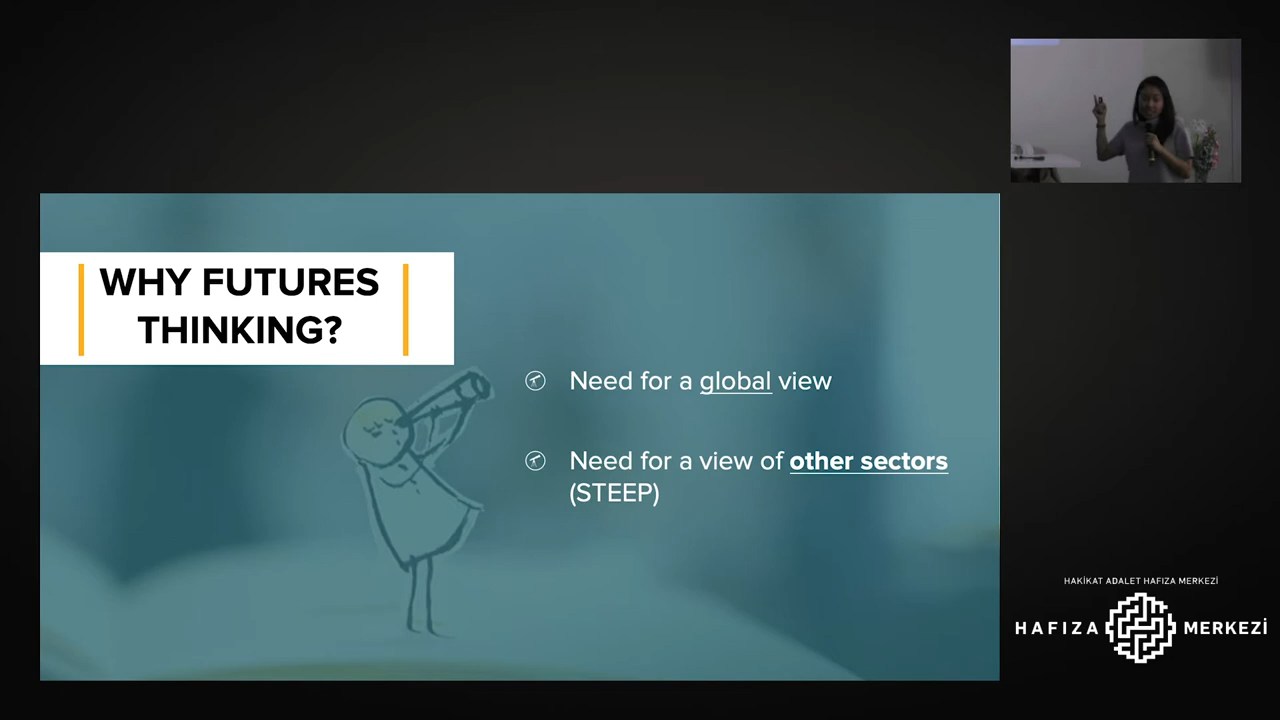 WHY FUTURES
THINKING?
Need for a global view
Need for a view of other sectors
(STEEP)
HAKİKAT ADALET HAFIZA MERKEZİ
HAFIZA MERKEZİ